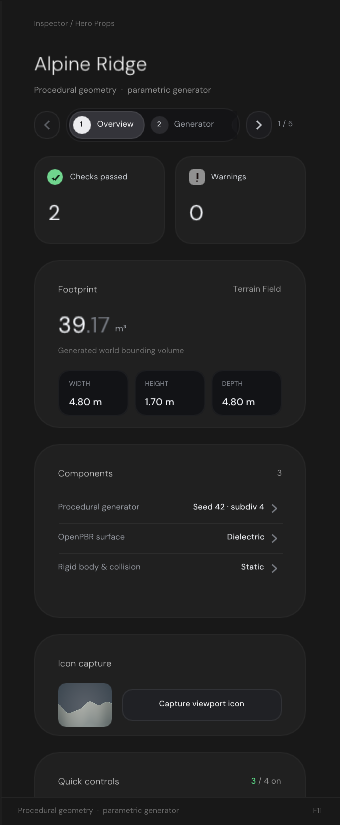 Inspector / Hero Props
Alpine Ridge
Procedural geometry · parametric generator
1 Overview 2 Generator 1 / 5
Checks passed
2
Warnings
0
Footprint Terrain Field
39.17 m³
Generated world bounding volume
WIDTH HEIGHT DEPTH
4.80 m 1.70 m 4.80 m
Components 3
Procedural generator Seed 42 · subdiv 4
OpenPBR surface Dielectric
Rigid body & collision Static
Icon capture
Capture viewport icon
Quick controls 3 / 4 on
Procedural geometry · parametric generator